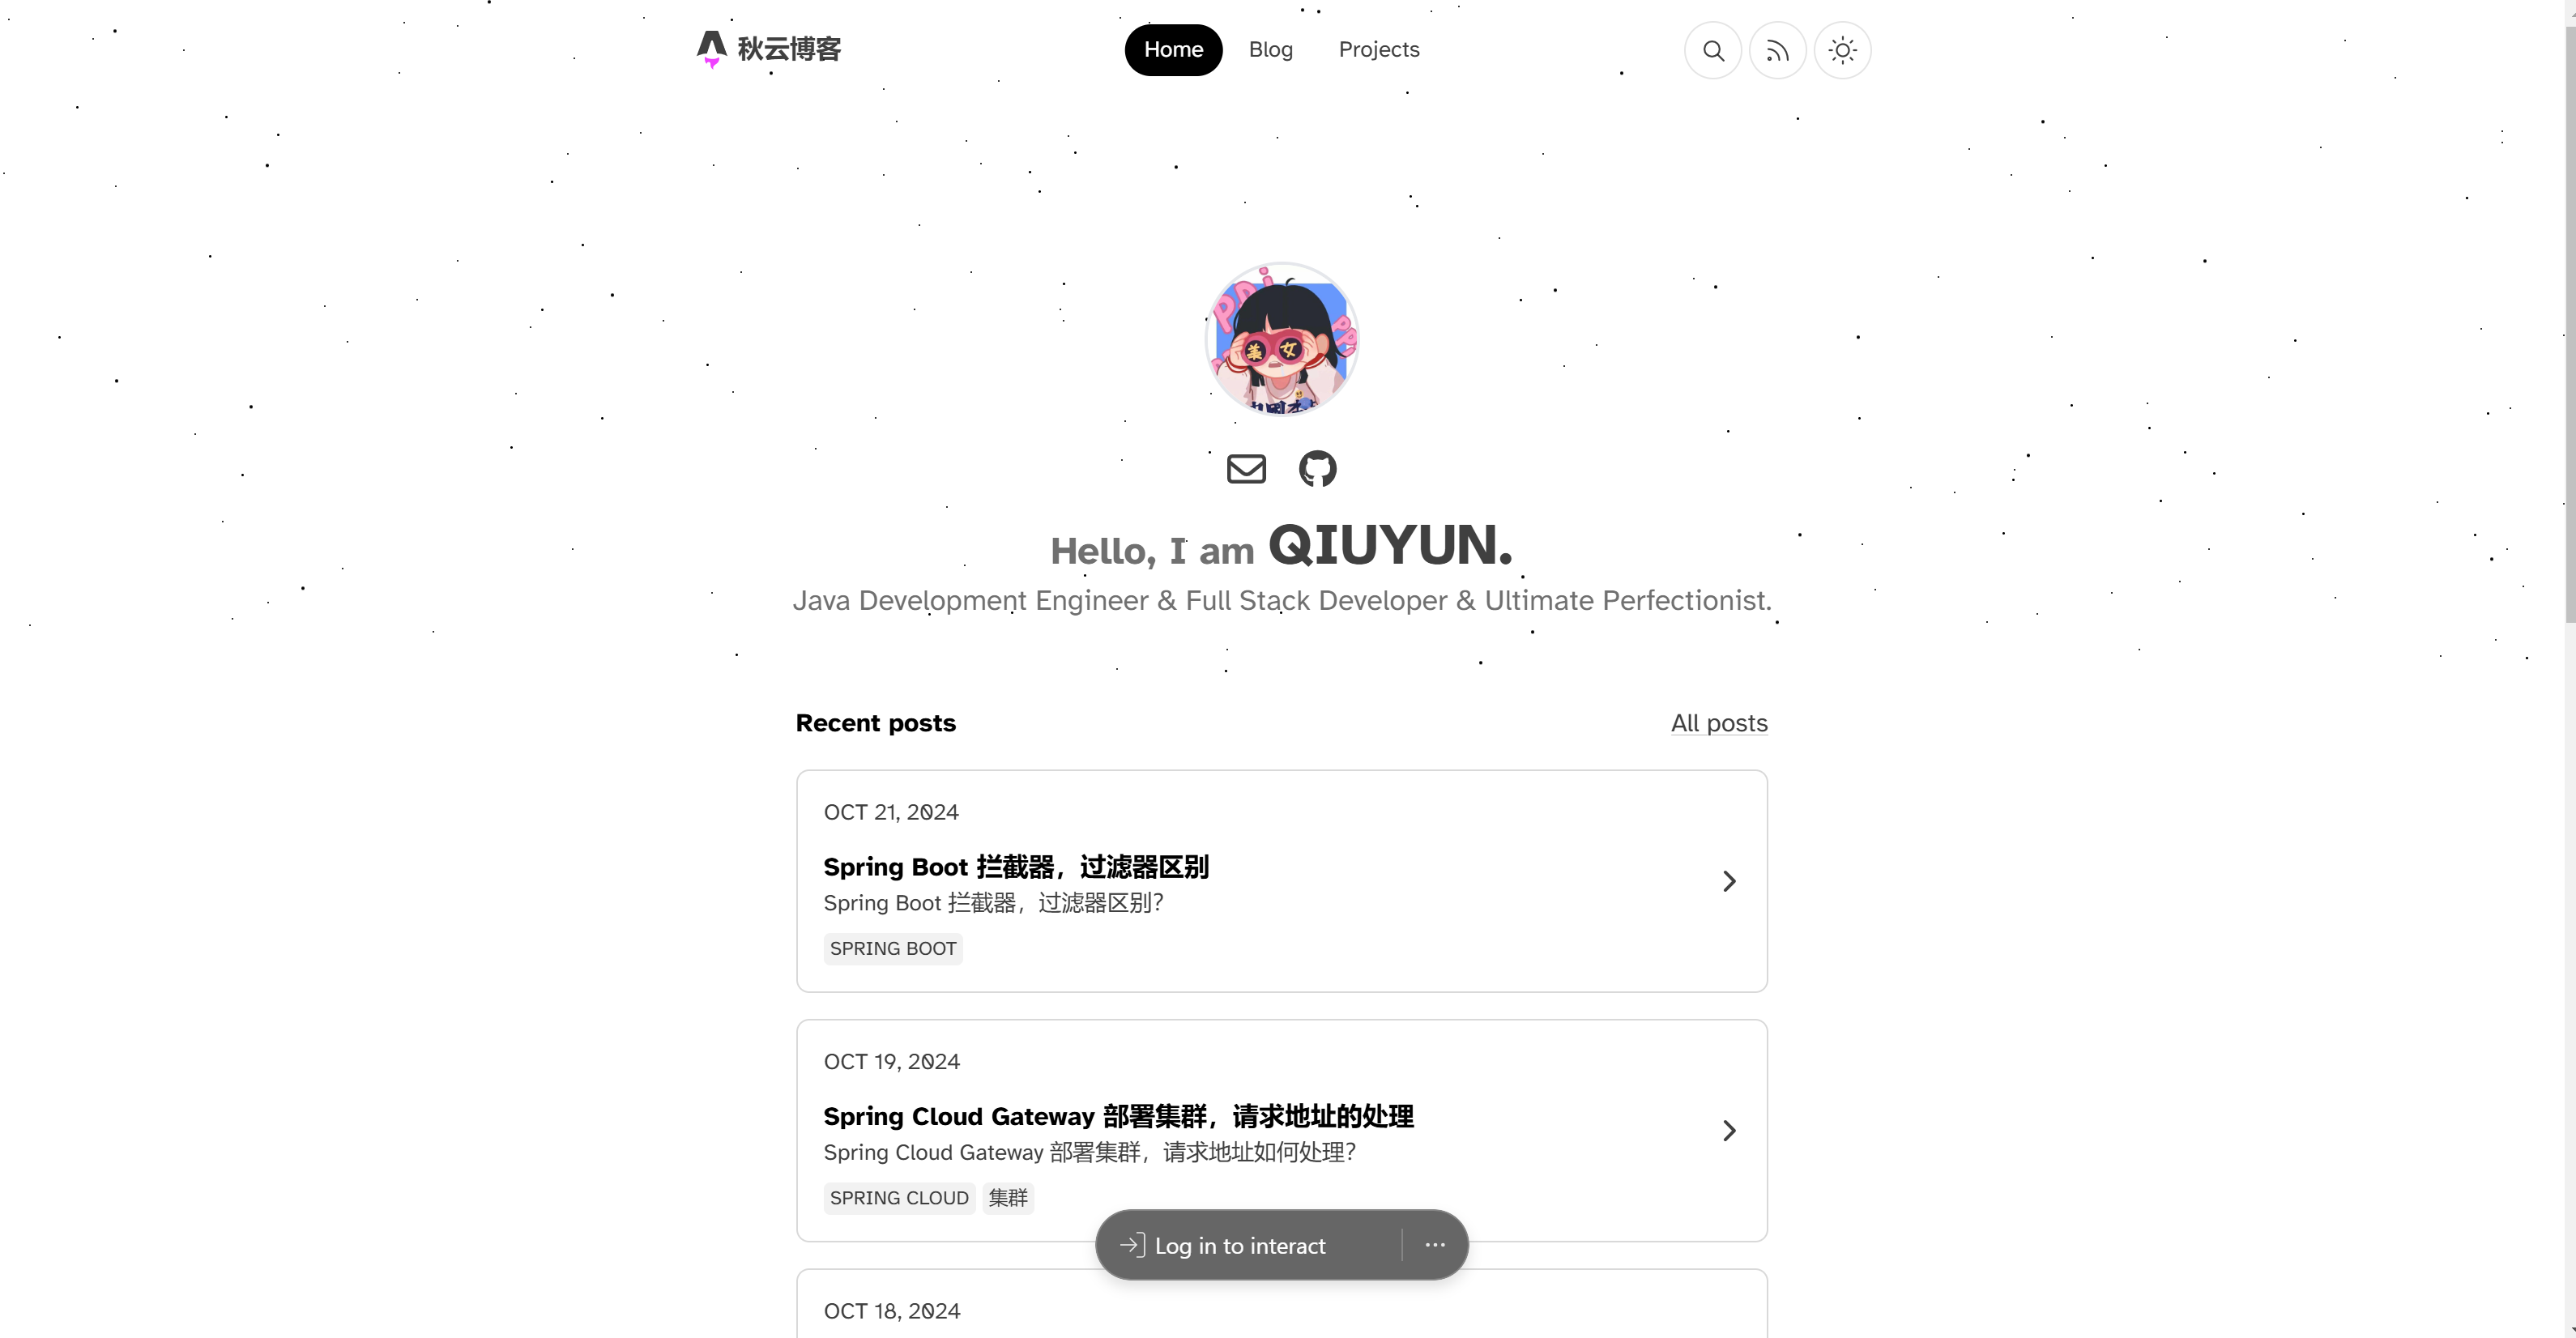 秋云博客
Home
Blog
Projects
美女
Hello, I am QIUYUN.
Java Development Engineer & Full Stack Developer & Ultimate Perfectionist.
Recent posts
All posts
OCT 21, 2024
Spring Boot 拦截器，过滤器区别
Spring Boot 拦截器，过滤器区别？
SPRING BOOT
OCT 19, 2024
Spring Cloud Gateway 部署集群，请求地址的处理
Spring Cloud Gateway 部署集群，请求地址如何处理？
SPRING CLOUD 集群
Log in to interact
OCT 18, 2024